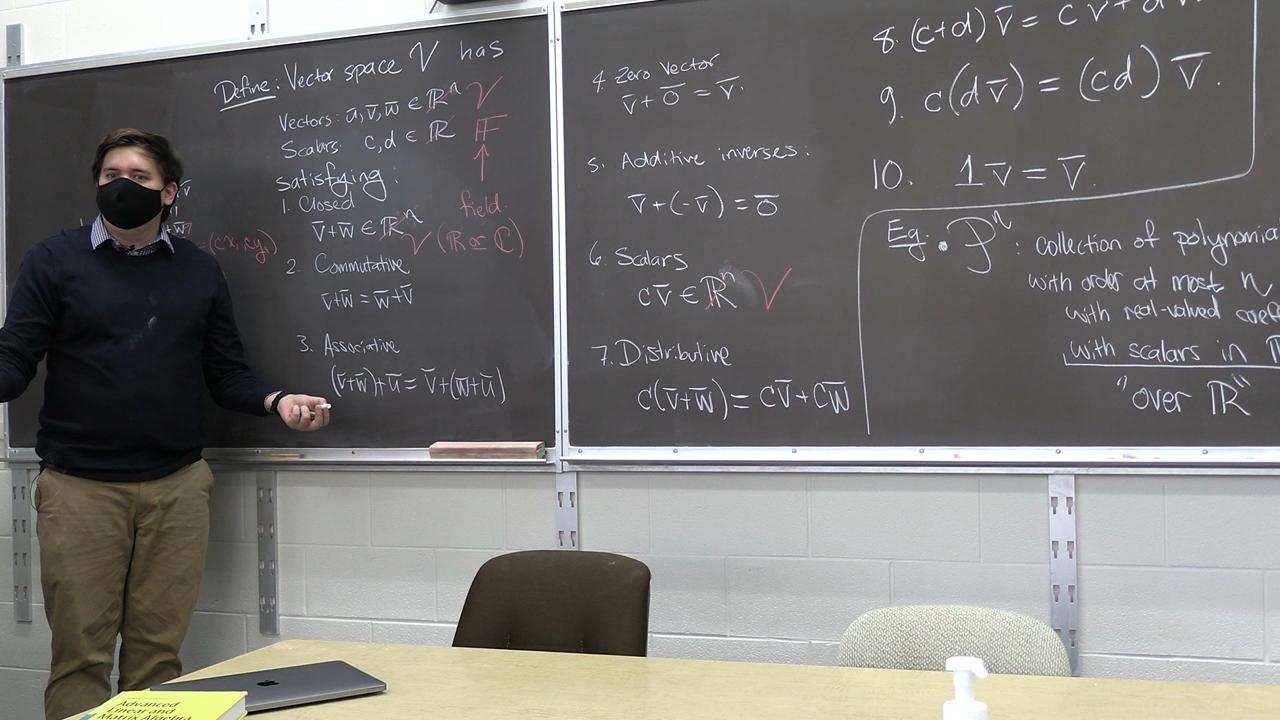 Define: Vector space V has
Vectors: ū, v̄, w̄ ∈ ℝⁿ V
Scalars: c, d ∈ ℝ F
satisfying:
1. Closed
v̄+w̄ ∈ ℝⁿ V
field.
(ℝ or ℂ)
2. Commutative
v̄+w̄ = w̄+v̄
3. Associative
(v̄+w̄)+ū = v̄+(w̄+ū)
=(cx, cy)
4. Zero Vector
v̄+0̄ = v̄.
5. Additive inverses:
v̄+(-v̄) = 0̄
6. Scalars
cv̄ ∈ ℝⁿ V
7. Distributive
c(v̄+w̄) = cv̄+cw̄
8. (c+d)v̄ = cv̄+dv̄
9. c(dv̄) = (cd)v̄.
10. 1v̄ = v̄.
Eg. • Pⁿ: collection of
with order at most n
with real-valued
with scalars in
"over ℝ"
Advanced
Linear and
Matrix Algebra